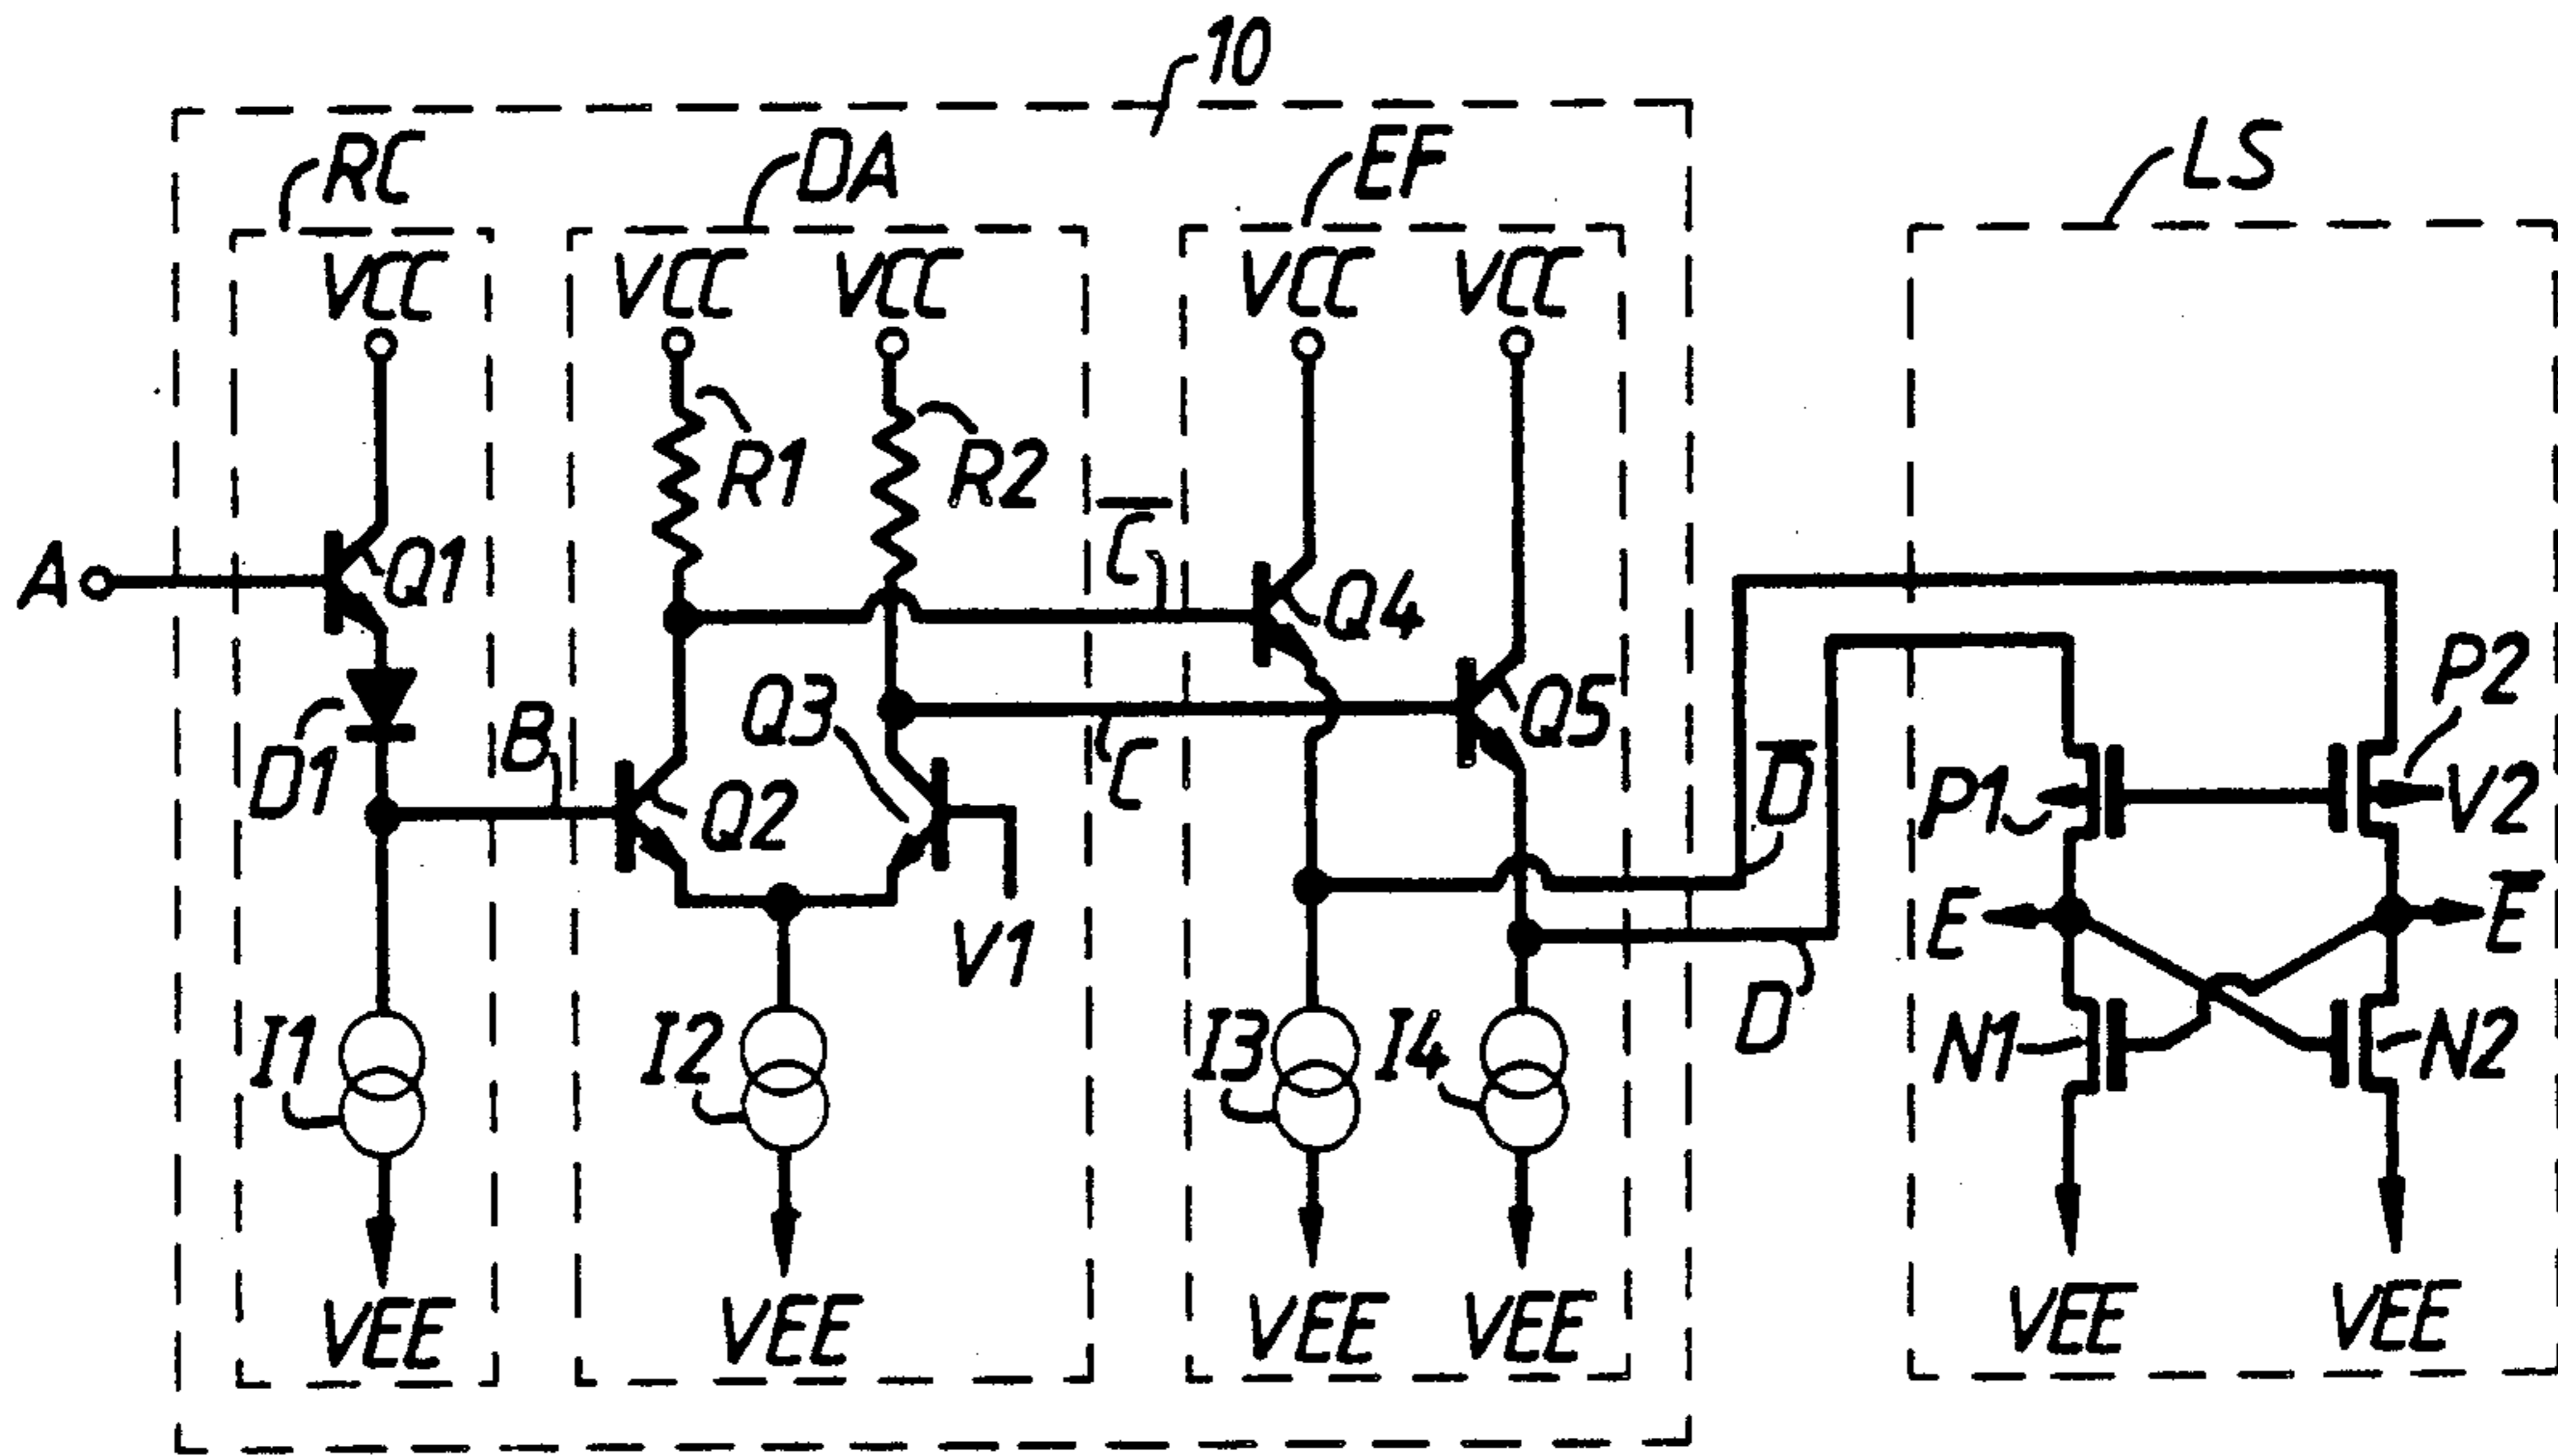 10
RC
DA
EF
LS
VCC
VCC
VCC
VCC
VCC
R1
R2
C̅
A
Q1
Q4
P2
Q3
Q5
D1
B
Q2
C
D̅
P1
V2
V1
E
E̅
I1
I2
I3
I4
D
N1
N2
VEE
VEE
VEE
VEE
VEE
VEE